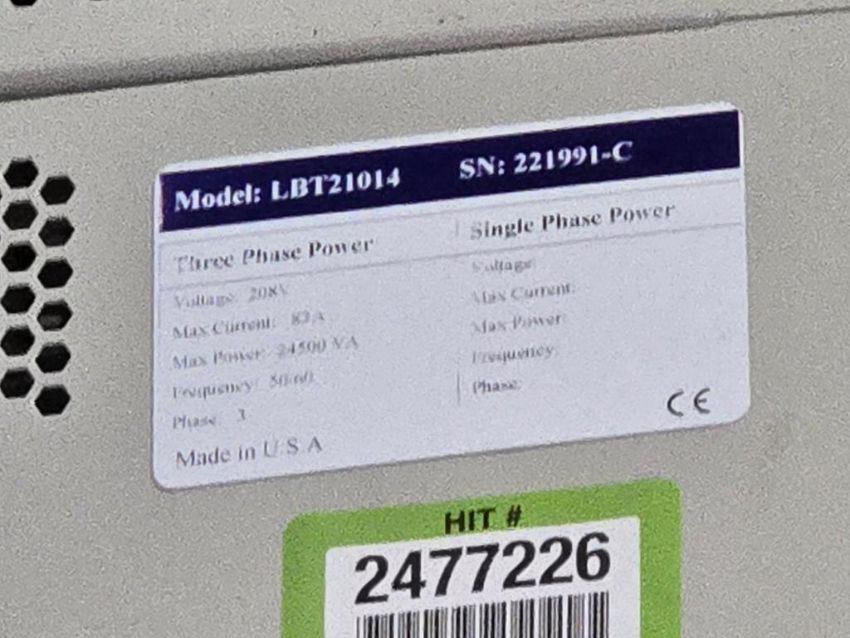 Model: LBT21014 SN: 221991-C
Three Phase Power Single Phase Power
Voltage: 208V Voltage:
Max Current: 83A Max Current:
Max Power: 24500 VA Max Power:
Frequency: 50/60 Frequency:
Phase: 3 Phase:
Made in U.S.A CE
HIT #
2477226